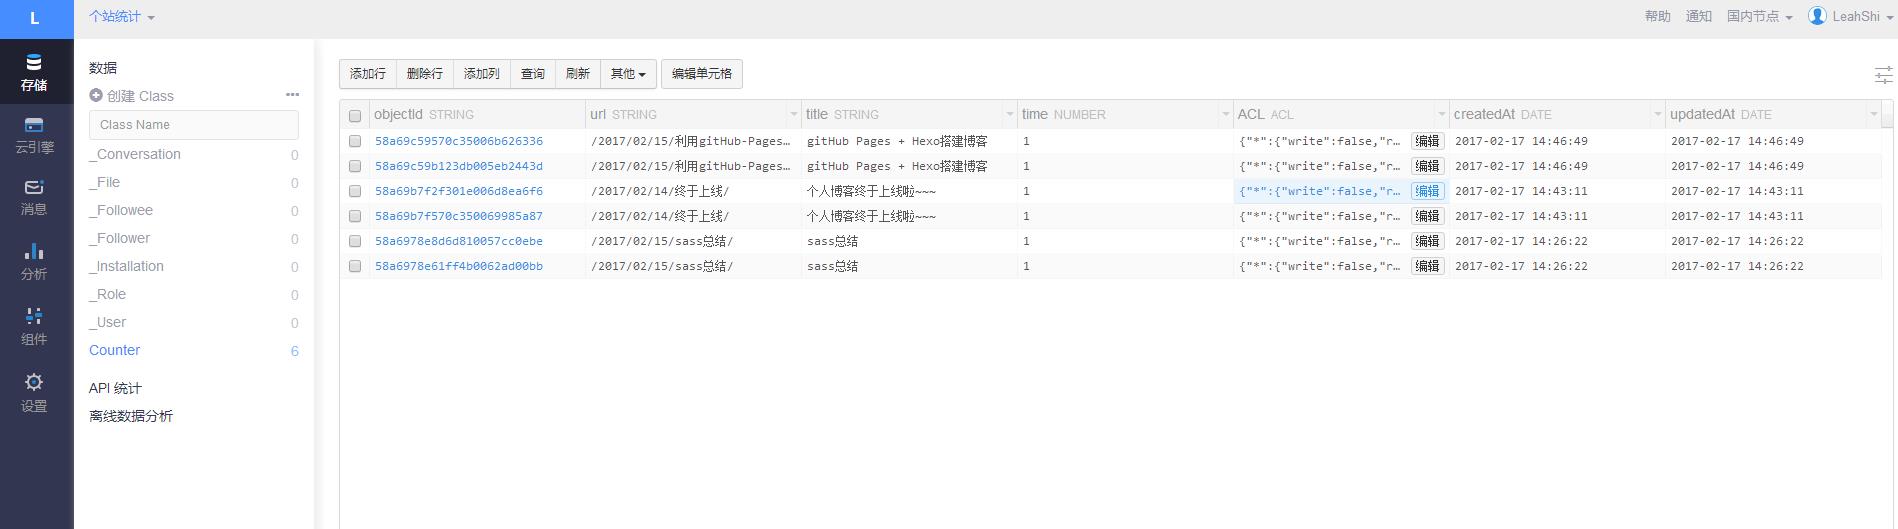 L 个站统计 帮助 通知 国内节点 LeahShi
存储
云引擎
消息
分析
组件
设置
数据
创建 Class
Class Name
_Conversation 0
_File 0
_Followee 0
_Follower 0
_Installation 0
_Role 0
_User 0
Counter 6
API 统计
离线数据分析
添加行 删除行 添加列 查询 刷新 其他 编辑单元格
objectId STRING url STRING title STRING time NUMBER ACL ACL createdAt DATE updatedAt DATE
58a69c59570c35006b626336 /2017/02/15/利用gitHub-Pages… gitHub Pages + Hexo搭建博客 1 {"*":{"write":false,"r… 编辑 2017-02-17 14:46:49 2017-02-17 14:46:49
58a69c59b123db005eb2443d /2017/02/15/利用gitHub-Pages… gitHub Pages + Hexo搭建博客 1 {"*":{"write":false,"r… 编辑 2017-02-17 14:46:49 2017-02-17 14:46:49
58a69b7f2f301e006d8ea6f6 /2017/02/14/终于上线/ 个人博客终于上线啦~~~ 1 {"*":{"write":false,"r… 编辑 2017-02-17 14:43:11 2017-02-17 14:43:11
58a69b7f570c350069985a87 /2017/02/14/终于上线/ 个人博客终于上线啦~~~ 1 {"*":{"write":false,"r… 编辑 2017-02-17 14:43:11 2017-02-17 14:43:11
58a6978e8d6d810057cc0ebe /2017/02/15/sass总结/ sass总结 1 {"*":{"write":false,"r… 编辑 2017-02-17 14:26:22 2017-02-17 14:26:22
58a6978e61ff4b0062ad00bb /2017/02/15/sass总结/ sass总结 1 {"*":{"write":false,"r… 编辑 2017-02-17 14:26:22 2017-02-17 14:26:22